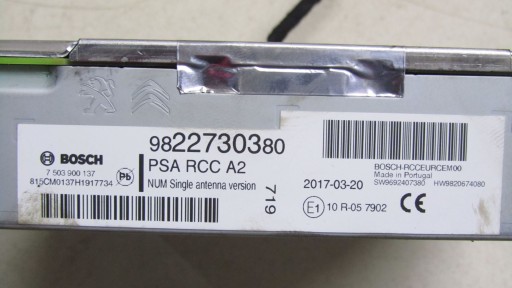 9822730380
BOSCH
PSA RCC A2
7 503 900 137
815CM0137H1917734
Pb
NUM Single antenna version
719
BOSCH-RCCEURCEM00
Made in Portugal
2017-03-20
SW9692407380 HW9820674080
E1 10 R-05 7902 CE